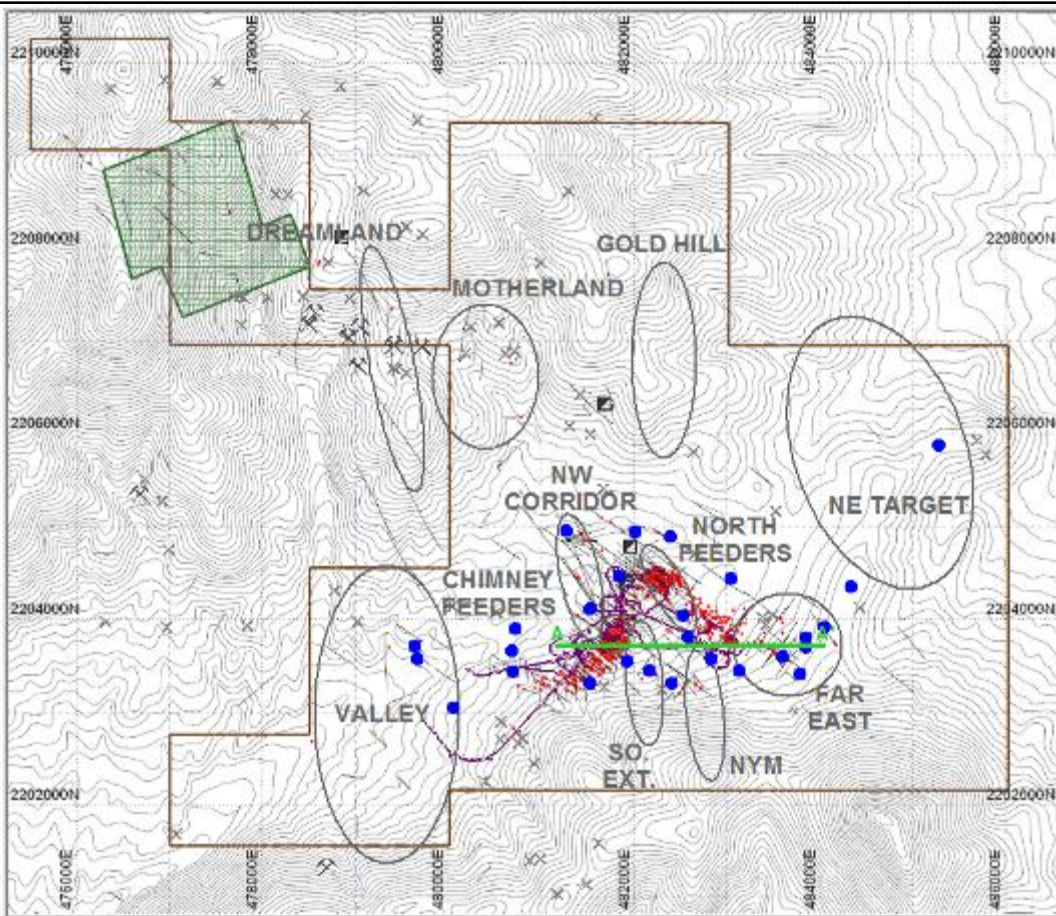 476000E
478000E
480000E
482000E
484000E
486000E
2210000N
2210000N
2208000N
2208000N
DREAMLAND
GOLD HILL
MOTHERLAND
2206000N
2206000N
NW
CORRIDOR
NE TARGET
NORTH
FEEDERS
CHIMNEY
FEEDERS
2204000N
2204000N
A
VALLEY
FAR
EAST
SO.
EXT.
NYM
2202000N
2202000N
476000E
478000E
480000E
482000E
484000E
486000E